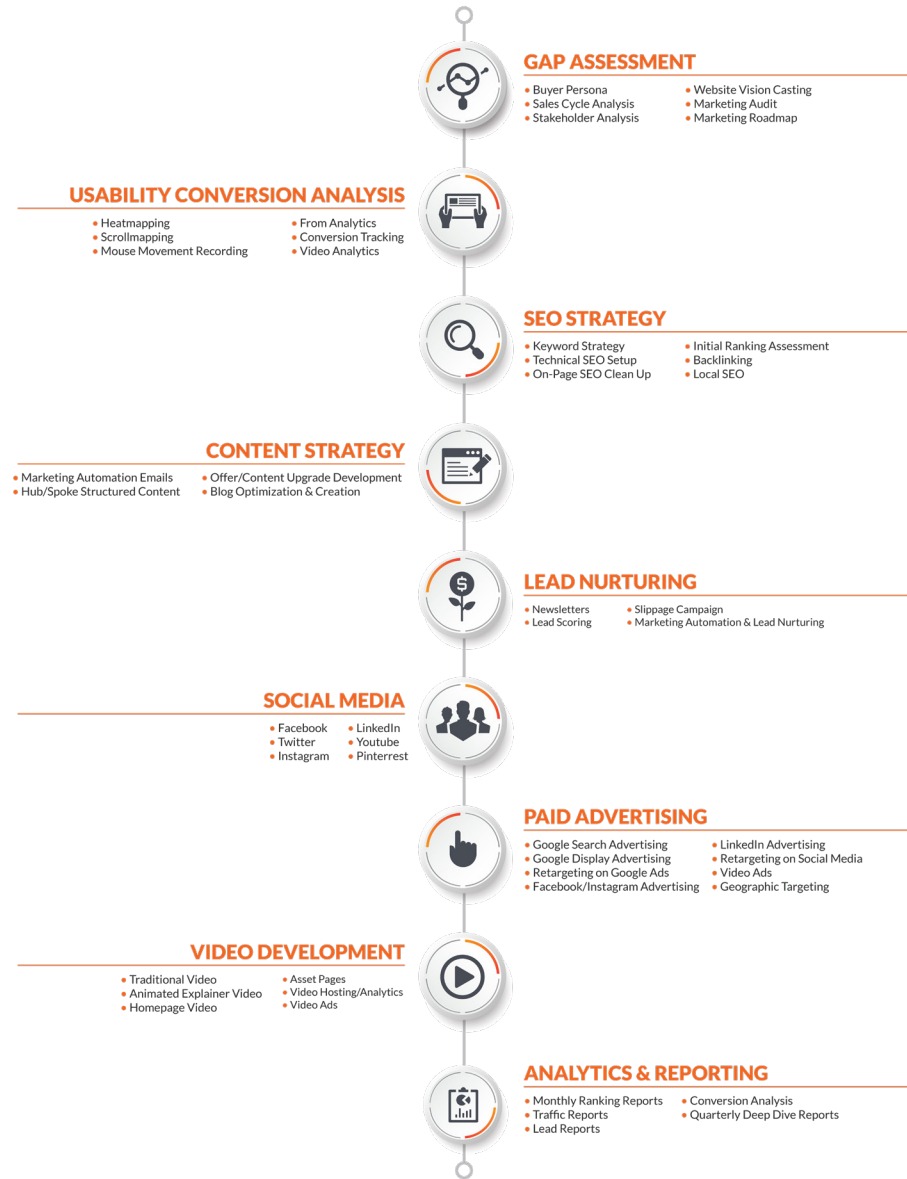 GAP ASSESSMENT
• Buyer Persona
• Sales Cycle Analysis
• Stakeholder Analysis
• Website Vision Casting
• Marketing Audit
• Marketing Roadmap
USABILITY CONVERSION ANALYSIS
• Heatmapping
• Scrollmapping
• Mouse Movement Recording
• From Analytics
• Conversion Tracking
• Video Analytics
SEO STRATEGY
• Keyword Strategy
• Technical SEO Setup
• On-Page SEO Clean Up
• Initial Ranking Assessment
• Backlinking
• Local SEO
CONTENT STRATEGY
• Marketing Automation Emails
• Hub/Spoke Structured Content
• Offer/Content Upgrade Development
• Blog Optimization & Creation
LEAD NURTURING
• Newsletters
• Lead Scoring
• Slippage Campaign
• Marketing Automation & Lead Nurturing
$
SOCIAL MEDIA
• Facebook
• Twitter
• Instagram
• LinkedIn
• Youtube
• Pinterrest
PAID ADVERTISING
• Google Search Advertising
• Google Display Advertising
• Retargeting on Google Ads
• Facebook/Instagram Advertising
• LinkedIn Advertising
• Retargeting on Social Media
• Video Ads
• Geographic Targeting
VIDEO DEVELOPMENT
• Traditional Video
• Animated Explainer Video
• Homepage Video
• Asset Pages
• Video Hosting/Analytics
• Video Ads
ANALYTICS & REPORTING
• Monthly Ranking Reports
• Traffic Reports
• Lead Reports
• Conversion Analysis
• Quarterly Deep Dive Reports